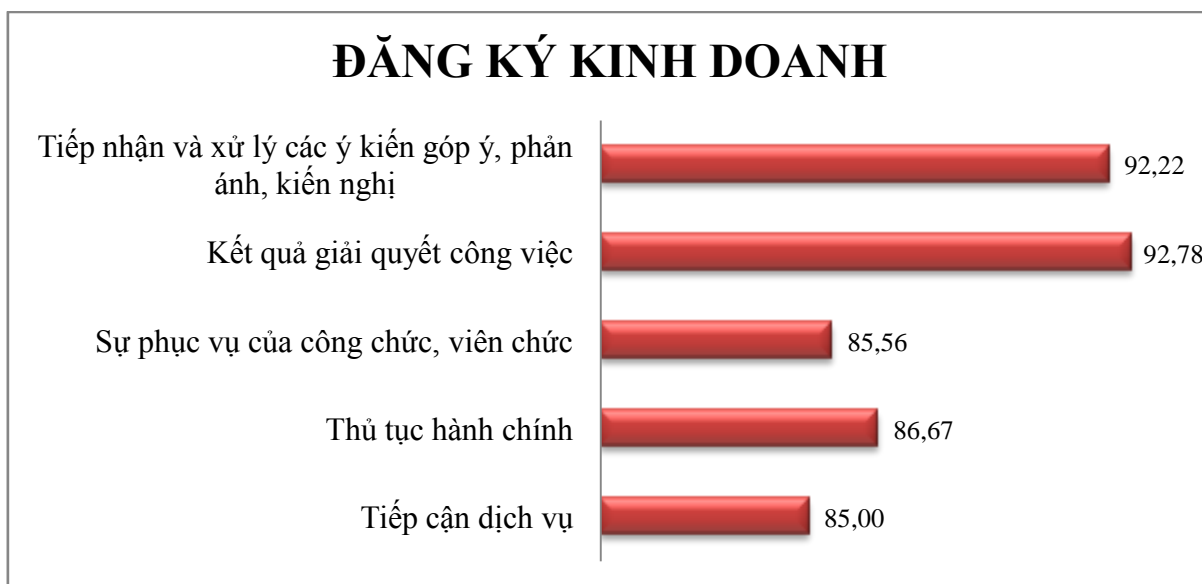 ĐĂNG KÝ KINH DOANH
Tiếp nhận và xử lý các ý kiến góp ý, phản
ánh, kiến nghị
92,22
Kết quả giải quyết công việc
92,78
Sự phục vụ của công chức, viên chức
85,56
Thủ tục hành chính
86,67
Tiếp cận dịch vụ
85,00